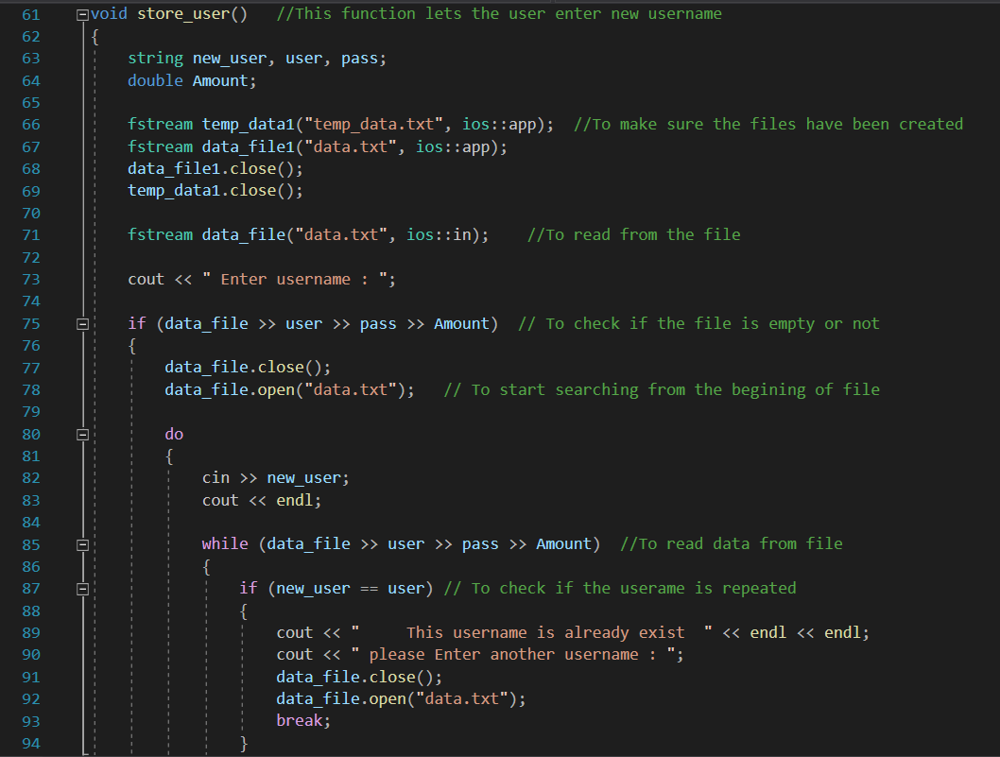 61 void store_user()   //This function lets the user enter new username
62 {
63     string new_user, user, pass;
64     double Amount;
65
66     fstream temp_data1("temp_data.txt", ios::app);  //To make sure the files have been created
67     fstream data_file1("data.txt", ios::app);
68     data_file1.close();
69     temp_data1.close();
70
71     fstream data_file("data.txt", ios::in);    //To read from the file
72
73     cout << " Enter username : ";
74
75     if (data_file >> user >> pass >> Amount)  // To check if the file is empty or not
76     {
77         data_file.close();
78         data_file.open("data.txt");   // To start searching from the begining of file
79
80         do
81         {
82             cin >> new_user;
83             cout << endl;
84
85             while (data_file >> user >> pass >> Amount)  //To read data from file
86             {
87                 if (new_user == user) // To check if the userame is repeated
88                 {
89                     cout << "     This username is already exist  " << endl << endl;
90                     cout << " please Enter another username : ";
91                     data_file.close();
92                     data_file.open("data.txt");
93                     break;
94                 }